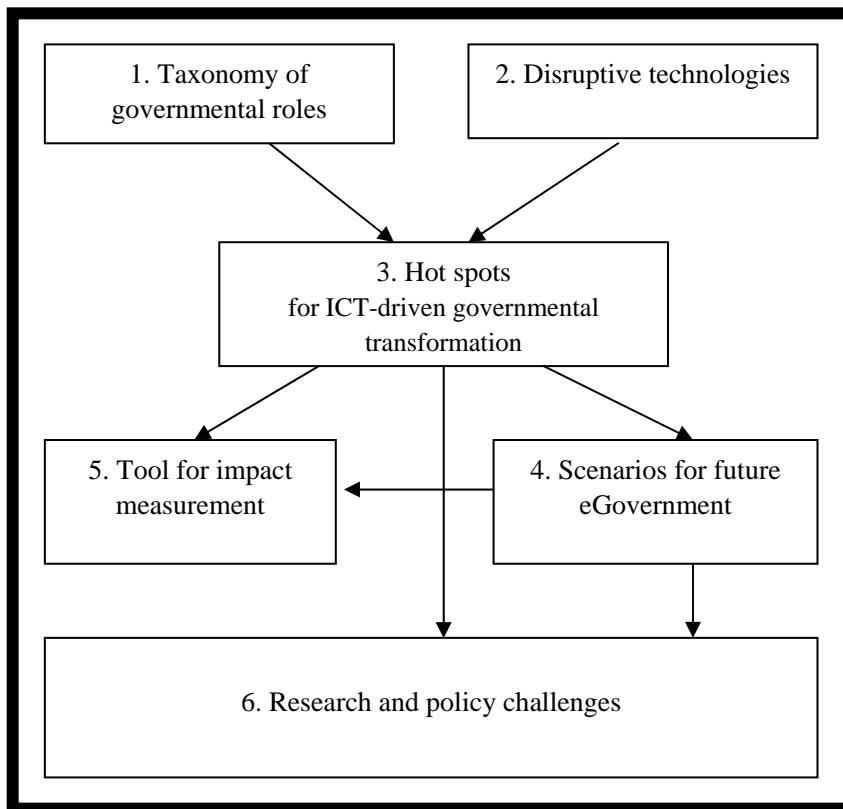 1. Taxonomy of
governmental roles
2. Disruptive technologies
3. Hot spots
for ICT-driven governmental
transformation
5. Tool for impact
measurement
4. Scenarios for future
eGovernment
6. Research and policy challenges